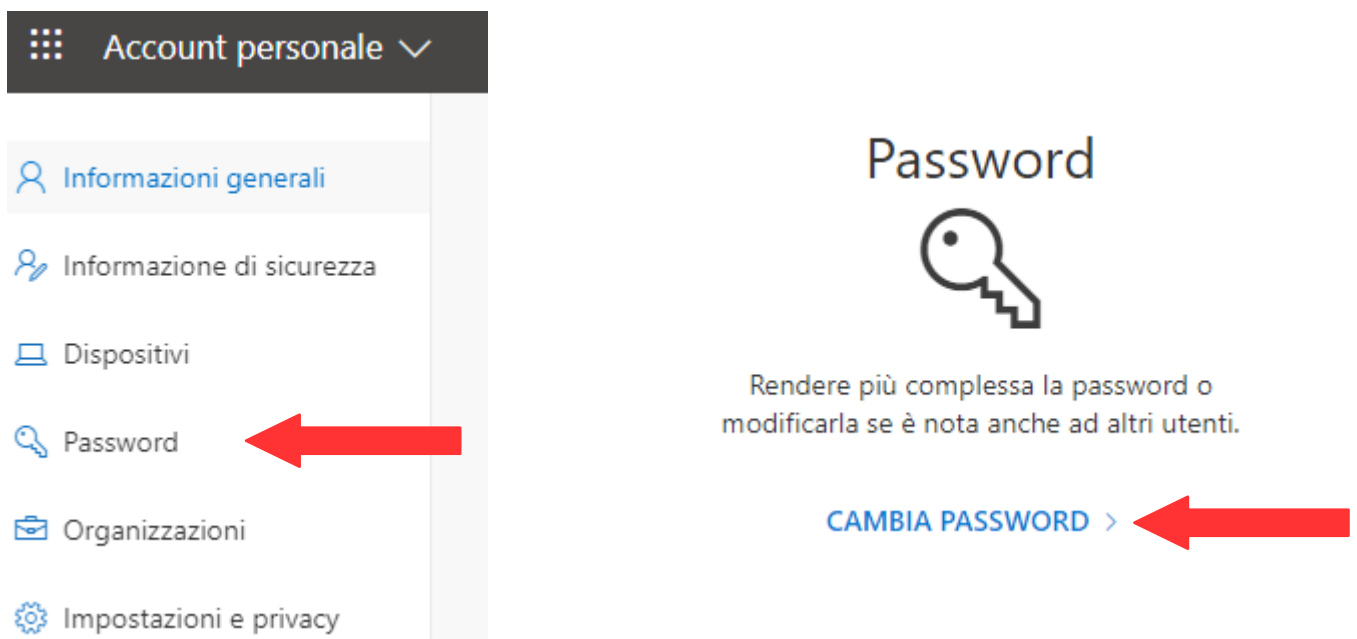 Account personale
Informazioni generali
Informazione di sicurezza
Dispositivi
Password
Organizzazioni
Impostazioni e privacy
Password
Rendere più complessa la password o
modificarla se è nota anche ad altri utenti.
CAMBIA PASSWORD >